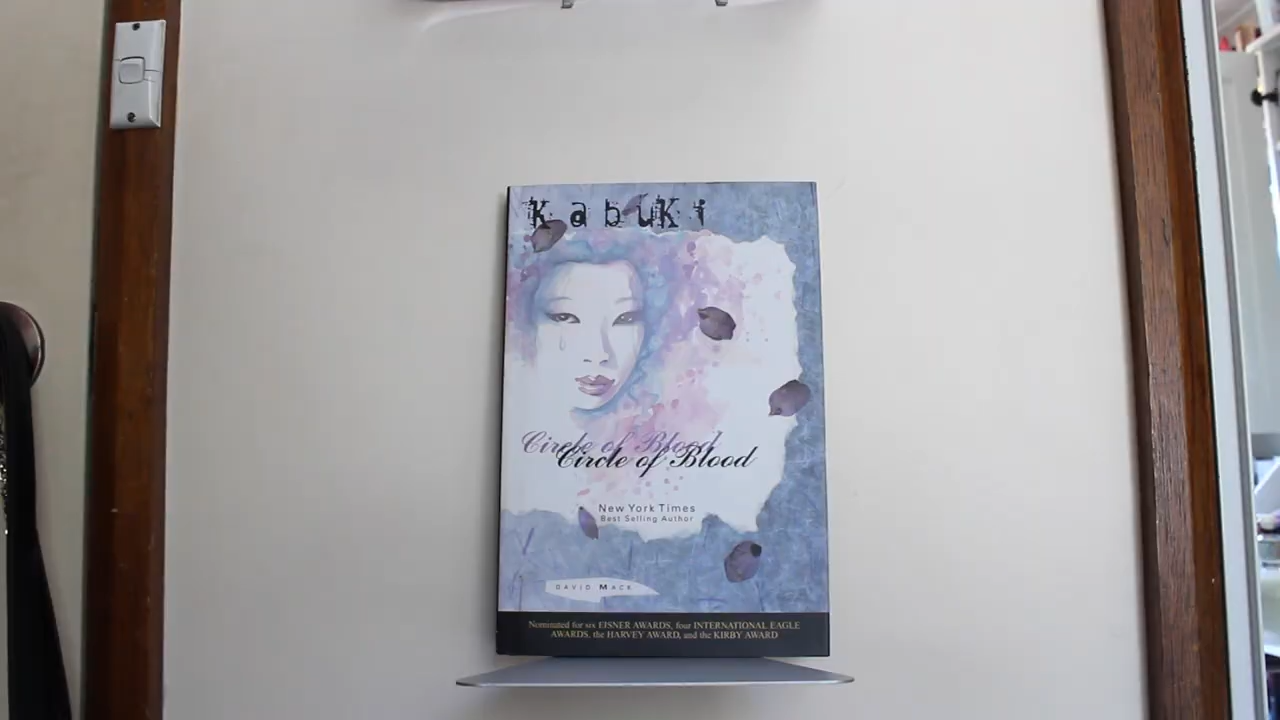 Kabuki
Circle of Blood
Circle of Blood
New York Times
Best Selling Author
DAVID MACK
Nominated for six EISNER AWARDS, four INTERNATIONAL EAGLE
AWARDS, the HARVEY AWARD, and the KIRBY AWARD